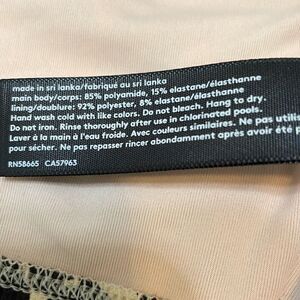 made in sri lanka/fabriqué au sri lanka
main body/corps: 85% polyamide, 15% elastane/élasthanne
lining/doublure: 92% polyester, 8% elastane/élasthanne
Hand wash cold with like colors. Do not bleach. Hang to dry.
Do not iron. Rinse thoroughly after use in chlorinated pools.
Laver à la main à l'eau froide. Avec couleurs similaires. Ne pas utilis
pour sécher. Ne pas repasser rincer abondamment après avoir été
RN58665 CA57963